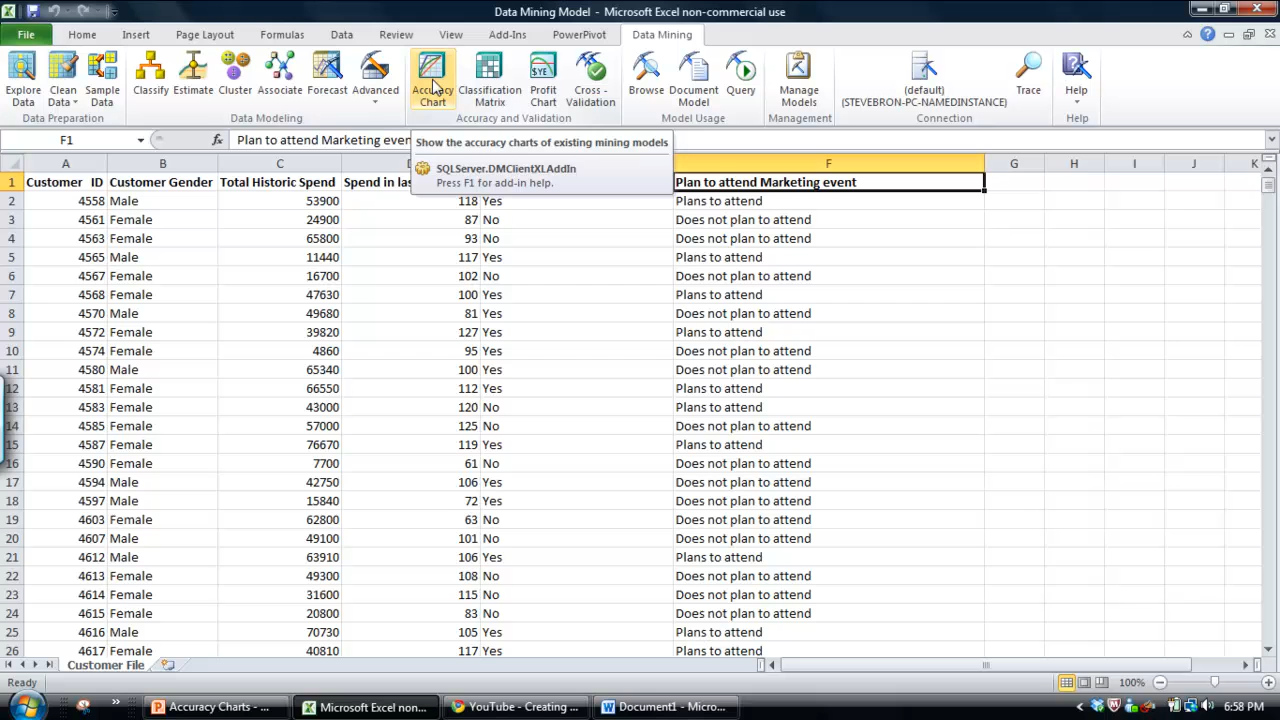 Data Mining Model - Microsoft Excel non-commercial use
File Home Insert Page Layout Formulas Data Review View Add-Ins PowerPivot Data Mining
Explore Data Clean Data Sample Data Classify Estimate Cluster Associate Forecast Advanced Accuracy Chart Classification Matrix Profit Chart Cross - Validation Browse Document Model Query Manage Models (default) (STEVEBRON-PC-NAMEDINSTANCE) Trace Help
Data Preparation Data Modeling Accuracy and Validation Model Usage Management Connection Help
F1 fx Plan to attend Marketing even
Show the accuracy charts of existing mining models
SQLServer.DMClientXLAddIn
Press F1 for add-in help.
A B C D F G H I J K
1 Customer ID Customer Gender Total Historic Spend Spend in las Plan to attend Marketing event
2 4558 Male 53900 118 Yes Plans to attend
3 4561 Female 24900 87 No Does not plan to attend
4 4563 Female 65800 93 No Does not plan to attend
5 4565 Male 11440 117 Yes Plans to attend
6 4567 Female 16700 102 No Does not plan to attend
7 4568 Female 47630 100 Yes Plans to attend
8 4570 Male 49680 81 Yes Does not plan to attend
9 4572 Female 39820 127 Yes Plans to attend
10 4574 Female 4860 95 Yes Does not plan to attend
11 4580 Male 65340 100 Yes Does not plan to attend
12 4581 Female 66550 112 Yes Plans to attend
13 4583 Female 43000 120 No Plans to attend
14 4585 Female 57000 125 No Does not plan to attend
15 4587 Female 76670 119 Yes Plans to attend
16 4590 Female 7700 61 No Does not plan to attend
17 4594 Male 42750 106 Yes Does not plan to attend
18 4597 Male 15840 72 Yes Does not plan to attend
19 4603 Female 62800 63 No Does not plan to attend
20 4607 Male 49100 101 No Does not plan to attend
21 4612 Male 63910 106 Yes Plans to attend
22 4613 Female 49300 108 No Does not plan to attend
23 4614 Female 31600 115 No Does not plan to attend
24 4615 Female 20800 83 No Does not plan to attend
25 4616 Male 70730 105 Yes Plans to attend
26 4617 Female 40810 117 Yes Plans to attend
Customer File
Ready 100%
Accuracy Charts - ... Microsoft Excel non-... YouTube - Creating ... Document1 - Micro... 6:58 PM